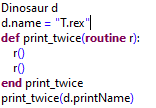 Dinosaur d
d.name = "T.rex"
def print_twice(routine r):
r()
r()
end print_twice
print_twice(d.printName)